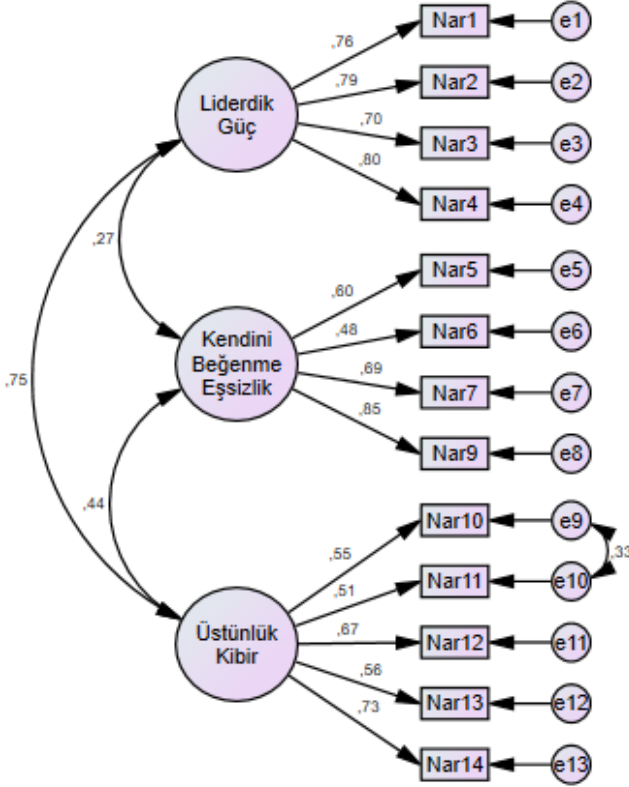 Nar1
e1
,76
Liderdik
Güç
,79
Nar2
e2
,70
Nar3
e3
,80
Nar4
e4
,27
Nar5
e5
,60
Kendini
Beğenme
Eşsizlik
,48
Nar6
e6
,69
Nar7
e7
,85
Nar9
e8
,75
,44
Nar10
e9
,33
,55
Nar11
e10
,51
Üstünlük
Kibir
,67
Nar12
e11
,56
Nar13
e12
,73
Nar14
e13